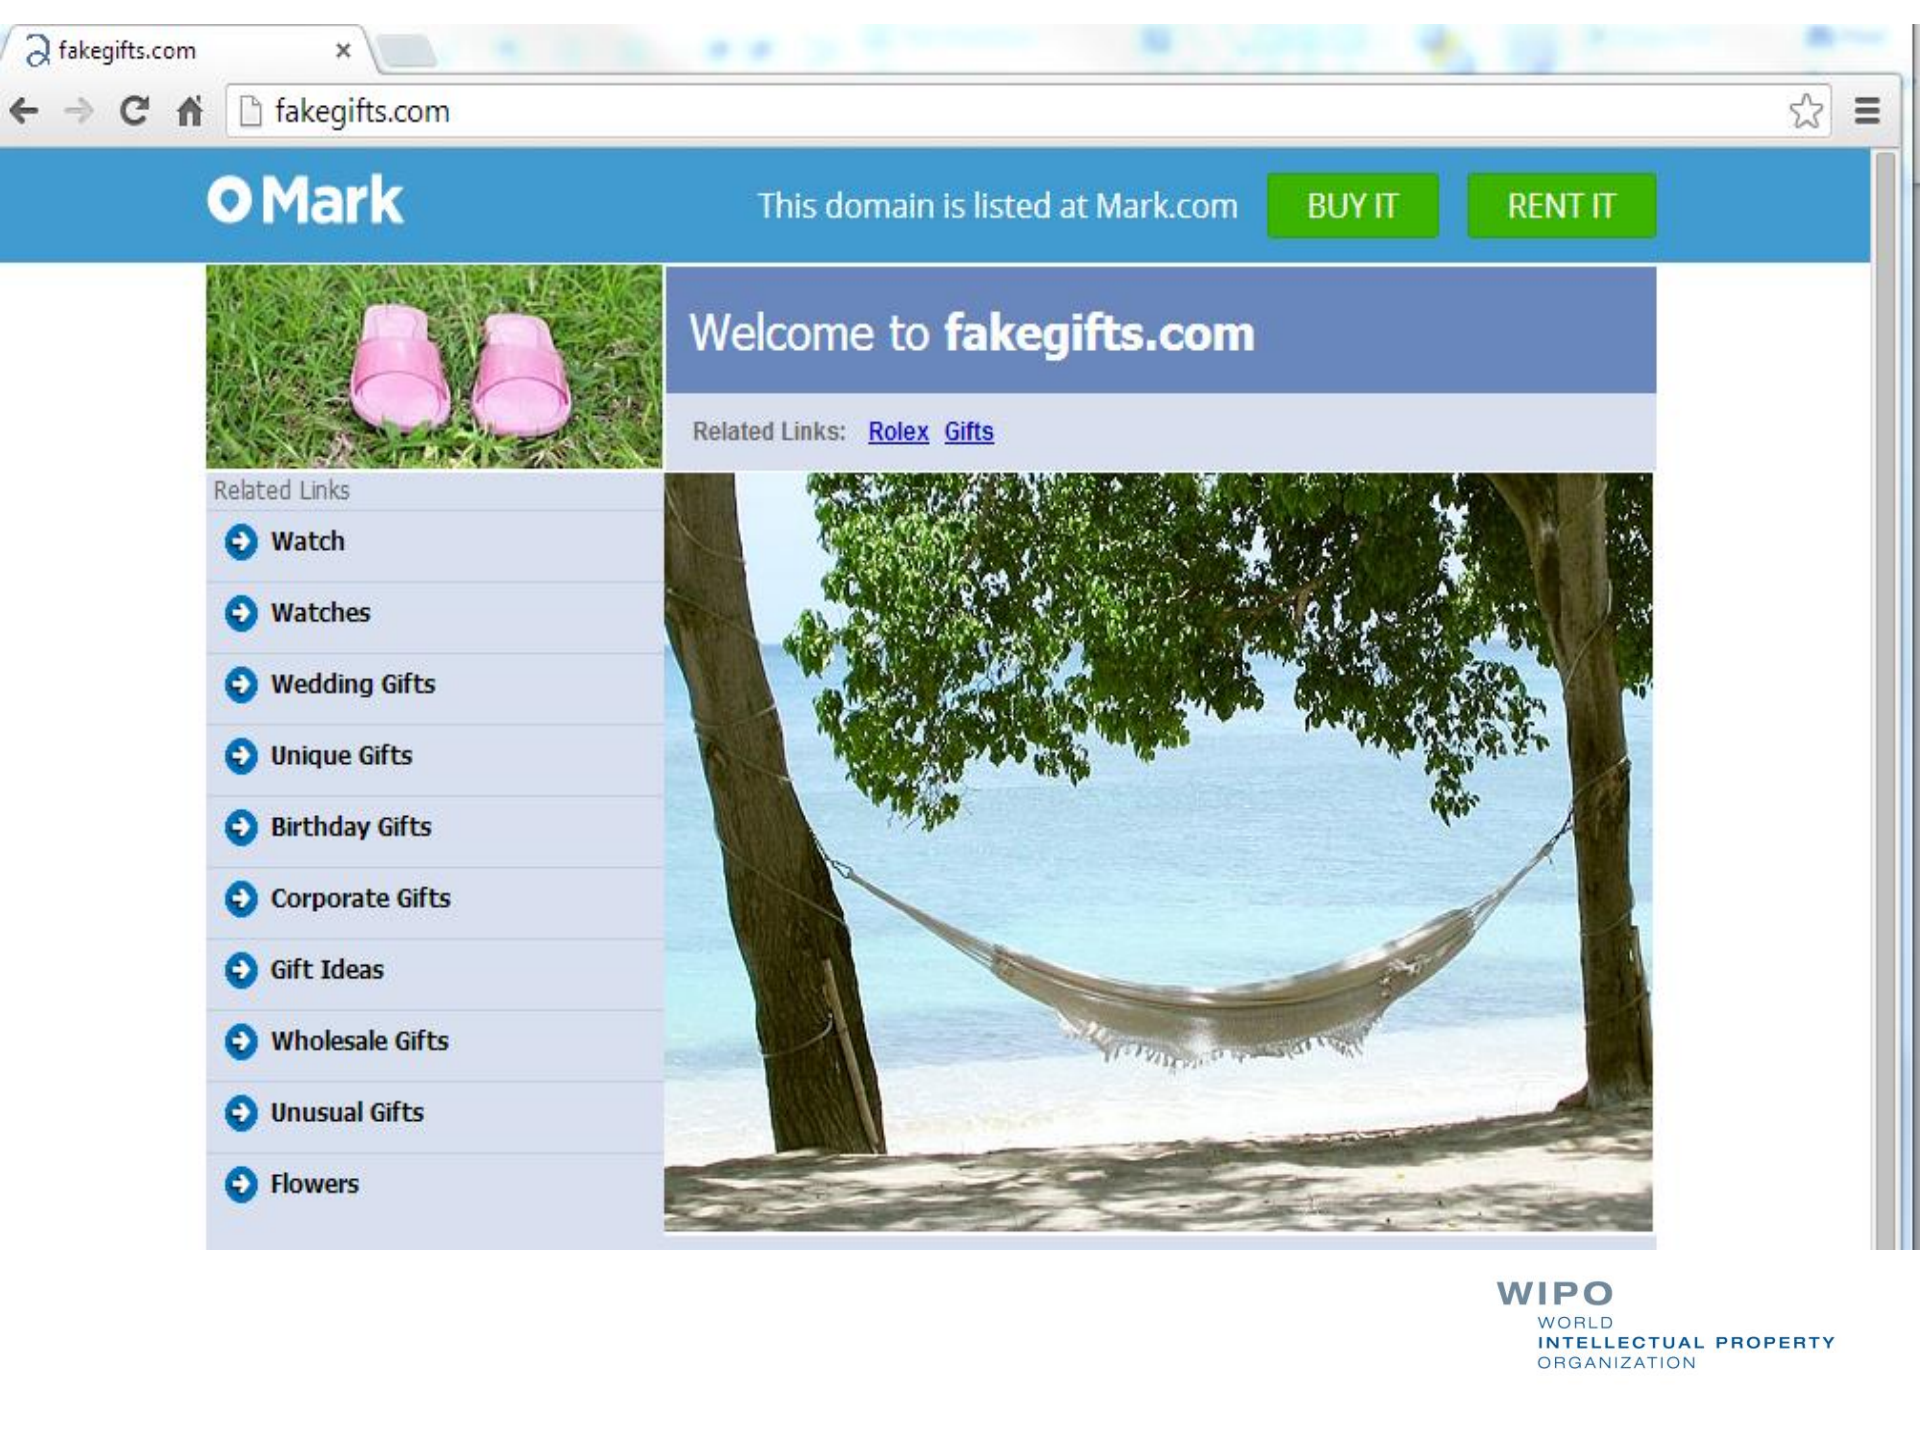 fakegifts.com
fakegifts.com
Mark
This domain is listed at Mark.com
BUY IT
RENT IT
Welcome to fakegifts.com
Related Links: Rolex Gifts
Related Links
Watch
Watches
Wedding Gifts
Unique Gifts
Birthday Gifts
Corporate Gifts
Gift Ideas
Wholesale Gifts
Unusual Gifts
Flowers
WIPO
WORLD
INTELLECTUAL PROPERTY
ORGANIZATION